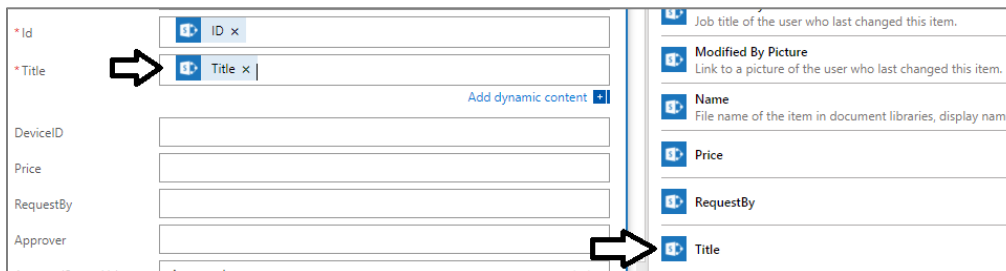 * Id
ID ×
* Title
Title ×
Add dynamic content
DeviceID
Price
RequestBy
Approver
Job title of the user who last changed this item.
Modified By Picture
Link to a picture of the user who last changed this item.
Name
File name of the item in document libraries, display nam
Price
RequestBy
Title